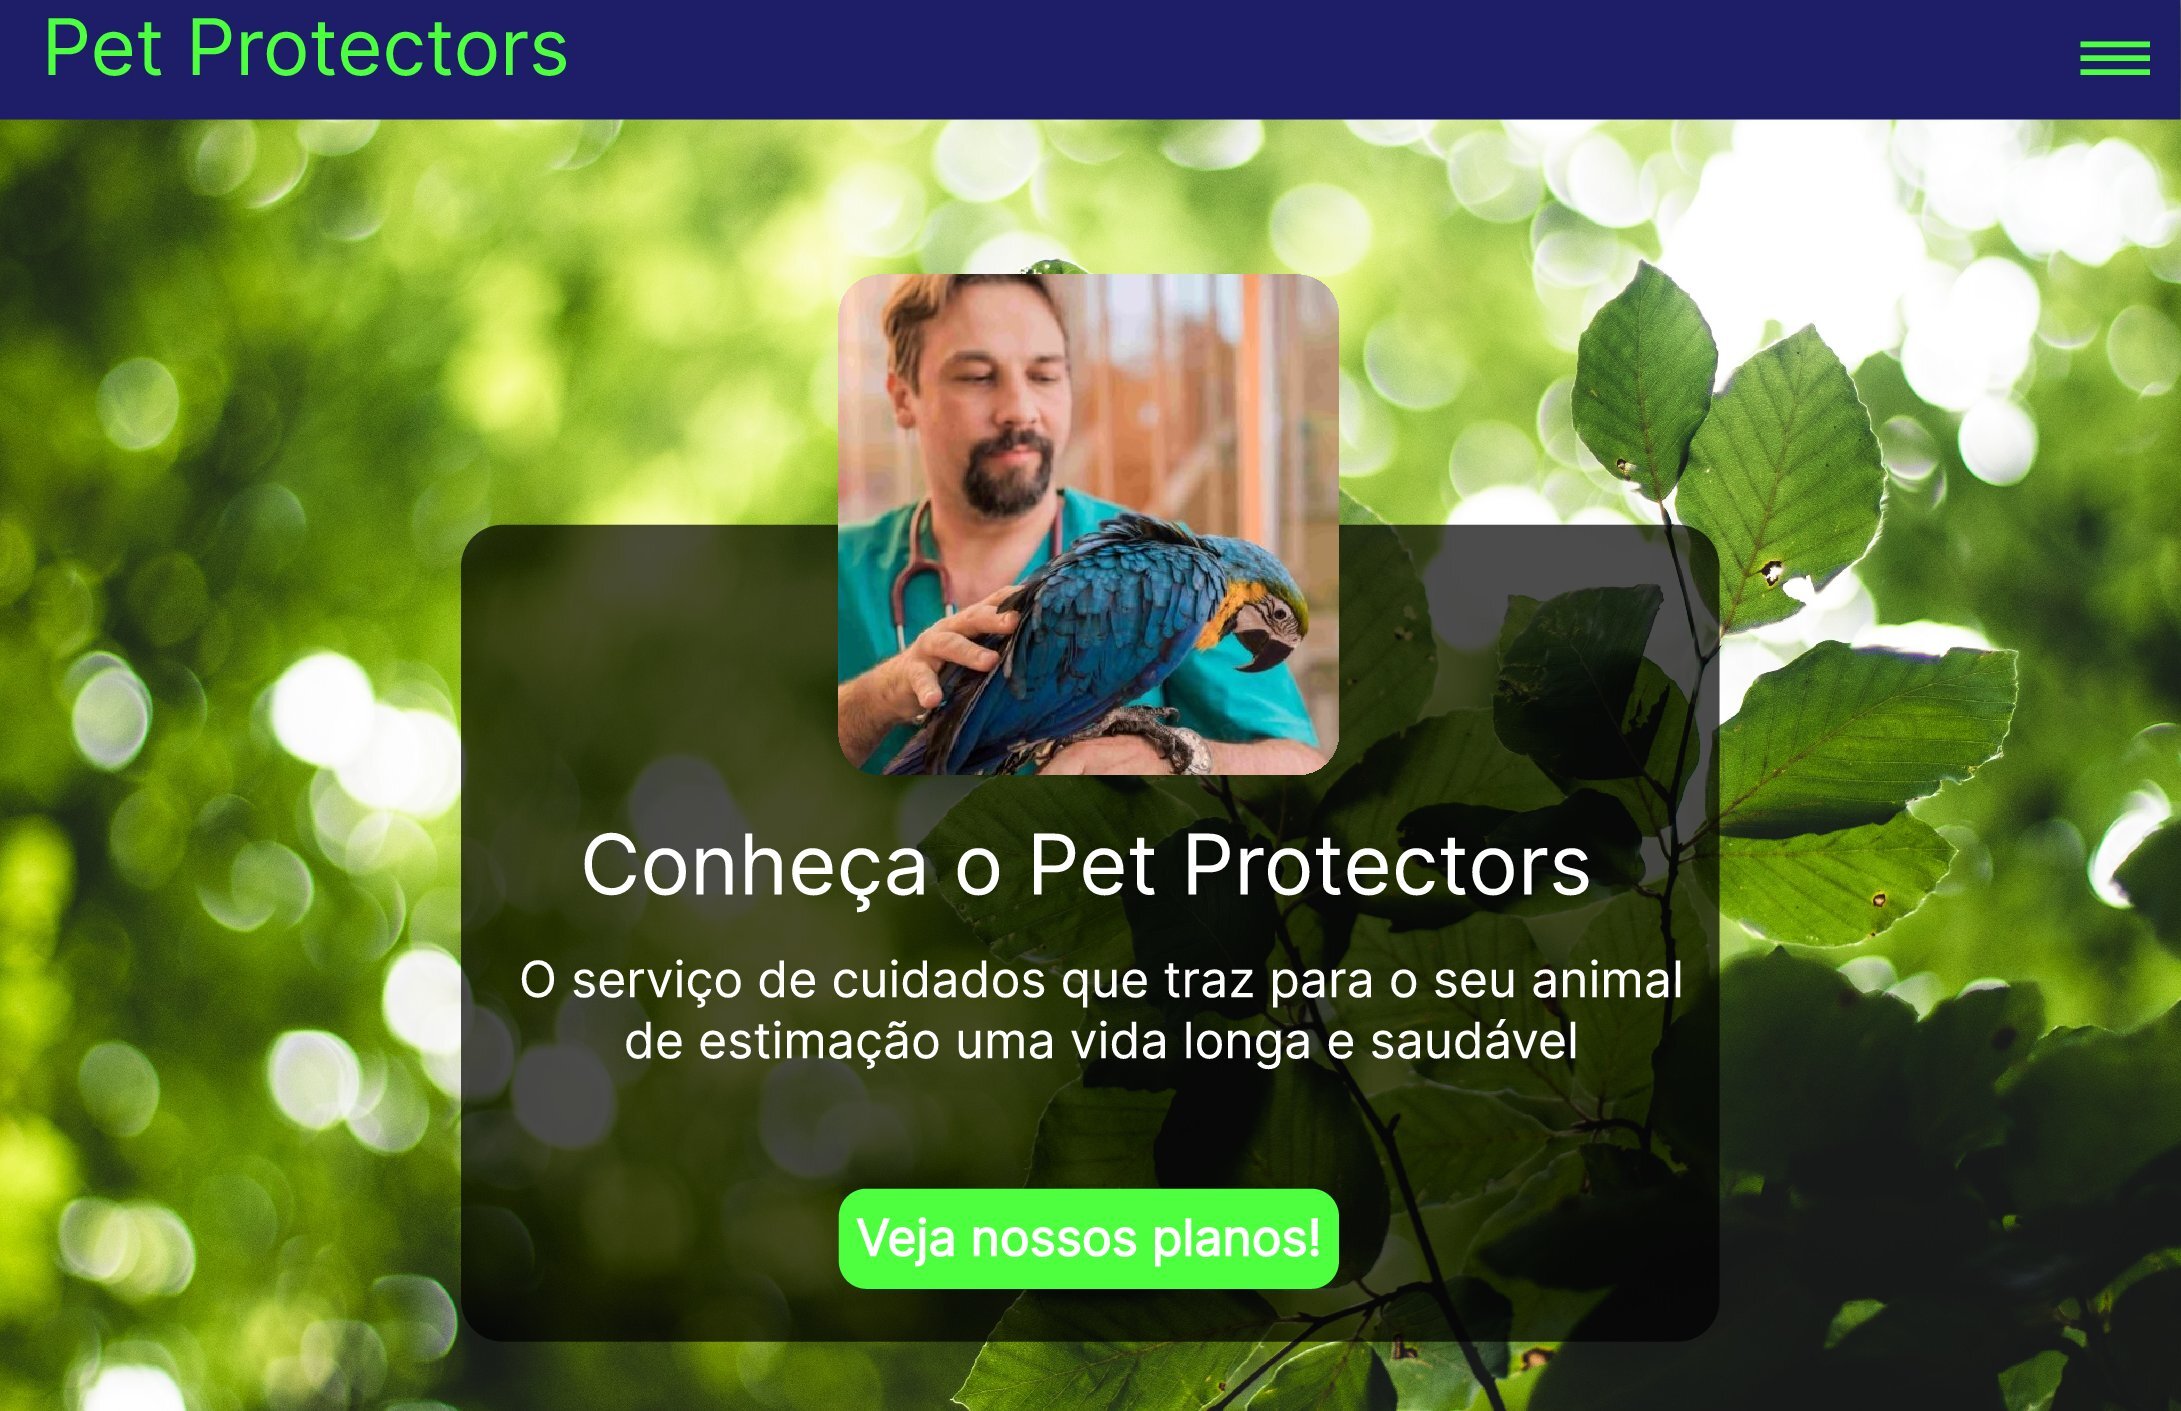 Pet Protectors
Conheça o Pet Protectors
O serviço de cuidados que traz para o seu animal
de estimação uma vida longa e saudável
Veja nossos planos!